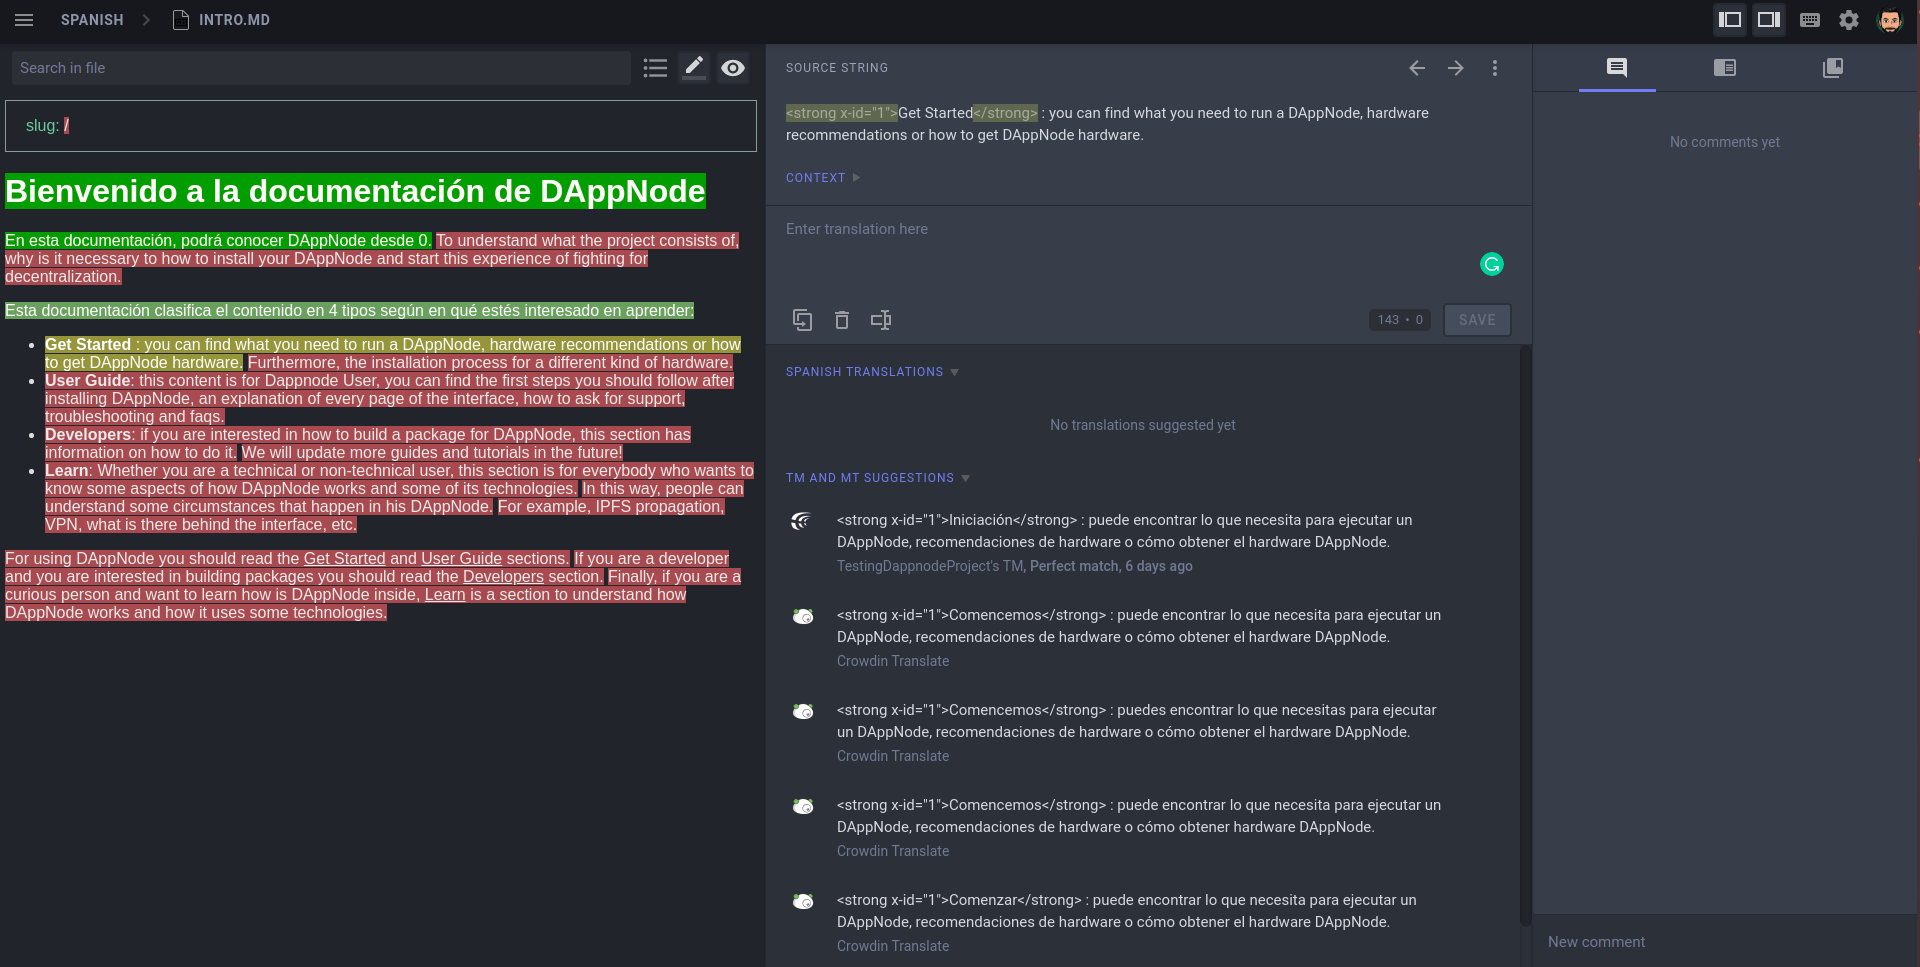 SPANISH
INTRO.MD
Search in file
slug: /
Bienvenido a la documentación de DAppNode
En esta documentación, podrá conocer DAppNode desde 0. To understand what the project consists of,
why is it necessary to how to install your DAppNode and start this experience of fighting for
decentralization.
Esta documentación clasifica el contenido en 4 tipos según en qué estés interesado en aprender:
Get Started : you can find what you need to run a DAppNode, hardware recommendations or how
to get DAppNode hardware. Furthermore, the installation process for a different kind of hardware.
User Guide: this content is for Dappnode User, you can find the first steps you should follow after
installing DAppNode, an explanation of every page of the interface, how to ask for support,
troubleshooting and faqs.
Developers: if you are interested in how to build a package for DAppNode, this section has
information on how to do it. We will update more guides and tutorials in the future!
Learn: Whether you are a technical or non-technical user, this section is for everybody who wants to
know some aspects of how DAppNode works and some of its technologies. In this way, people can
understand some circumstances that happen in his DAppNode. For example, IPFS propagation,
VPN, what is there behind the interface, etc.
For using DAppNode you should read the Get Started and User Guide sections. If you are a developer
and you are interested in building packages you should read the Developers section. Finally, if you are a
curious person and want to learn how is DAppNode inside, Learn is a section to understand how
DAppNode works and how it uses some technologies.
SOURCE STRING
<strong x-id="1">Get Started</strong> : you can find what you need to run a DAppNode, hardware
recommendations or how to get DAppNode hardware.
CONTEXT
Enter translation here
143 • 0
SAVE
SPANISH TRANSLATIONS
No translations suggested yet
TM AND MT SUGGESTIONS
<strong x-id="1">Iniciación</strong> : puede encontrar lo que necesita para ejecutar un
DAppNode, recomendaciones de hardware o cómo obtener el hardware DAppNode.
TestingDappnodeProject's TM, Perfect match, 6 days ago
<strong x-id="1">Comencemos</strong> : puede encontrar lo que necesita para ejecutar un
DAppNode, recomendaciones de hardware o cómo obtener el hardware DAppNode.
Crowdin Translate
<strong x-id="1">Comencemos</strong> : puedes encontrar lo que necesitas para ejecutar
un DAppNode, recomendaciones de hardware o cómo obtener el hardware DAppNode.
Crowdin Translate
<strong x-id="1">Comencemos</strong> : puede encontrar lo que necesita para ejecutar un
DAppNode, recomendaciones de hardware o cómo obtener hardware DAppNode.
Crowdin Translate
<strong x-id="1">Comenzar</strong> : puede encontrar lo que necesita para ejecutar un
DAppNode, recomendaciones de hardware o cómo obtener el hardware DAppNode.
Crowdin Translate
No comments yet
New comment